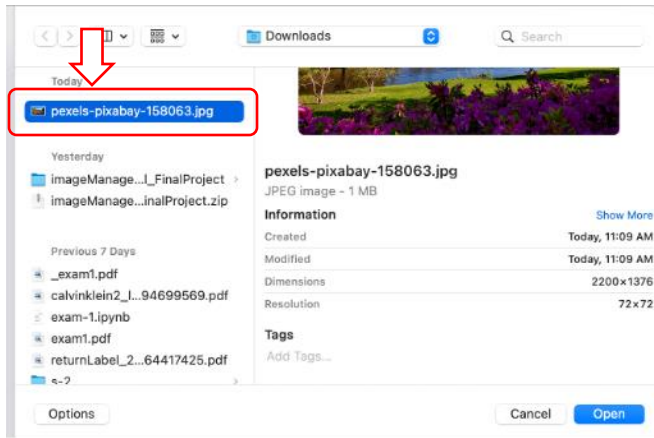 Downloads
Search
Today
pexels-pixabay-158063.jpg
Yesterday
imageManage...l_FinalProject
imageManage...inalProject.zip
Previous 7 Days
_exam1.pdf
calvinklein2_l...94699569.pdf
exam-1.ipynb
exam1.pdf
returnLabel_2...64417425.pdf
s-2
pexels-pixabay-158063.jpg
JPEG image - 1 MB
Information Show More
Created Today, 11:09 AM
Modified Today, 11:09 AM
Dimensions 2200×1376
Resolution 72×72
Tags
Add Tags...
Options Cancel Open